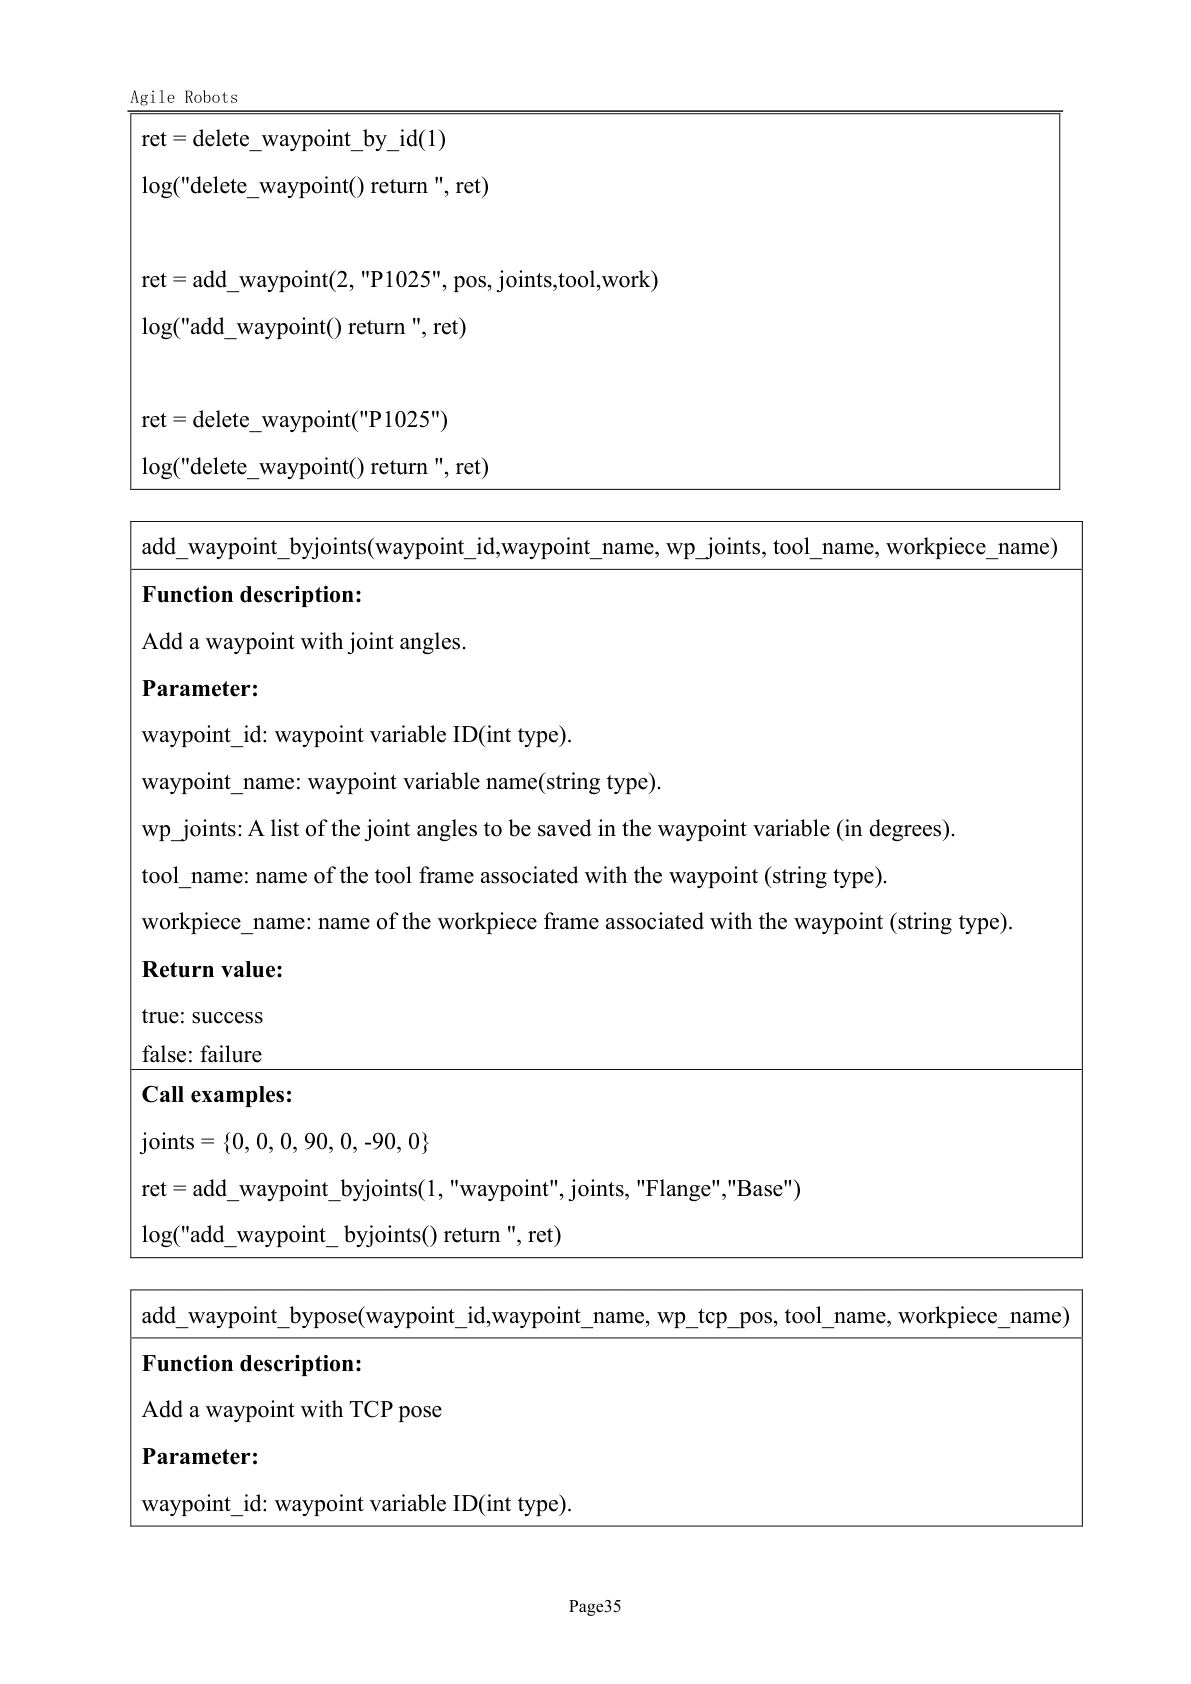 Agile Robots
ret = delete_waypoint_by_id(1)
log("delete_waypoint() return ", ret)
ret = add_waypoint(2, "P1025", pos, joints,tool,work)
log("add_waypoint() return ", ret)
ret = delete_waypoint("P1025")
log("delete_waypoint() return ", ret)
add_waypoint_byjoints(waypoint_id,waypoint_name, wp_joints, tool_name, workpiece_name)
Function description:
Add a waypoint with joint angles.
Parameter:
waypoint_id: waypoint variable ID(int type).
waypoint_name: waypoint variable name(string type).
wp_joints: A list of the joint angles to be saved in the waypoint variable (in degrees).
tool_name: name of the tool frame associated with the waypoint (string type).
workpiece_name: name of the workpiece frame associated with the waypoint (string type).
Return value:
true: success
false: failure
Call examples:
joints = {0, 0, 0, 90, 0, -90, 0}
ret = add_waypoint_byjoints(1, "waypoint", joints, "Flange","Base")
log("add_waypoint_ byjoints() return ", ret)
add_waypoint_bypose(waypoint_id,waypoint_name, wp_tcp_pos, tool_name, workpiece_name)
Function description:
Add a waypoint with TCP pose
Parameter:
waypoint_id: waypoint variable ID(int type).
Page35